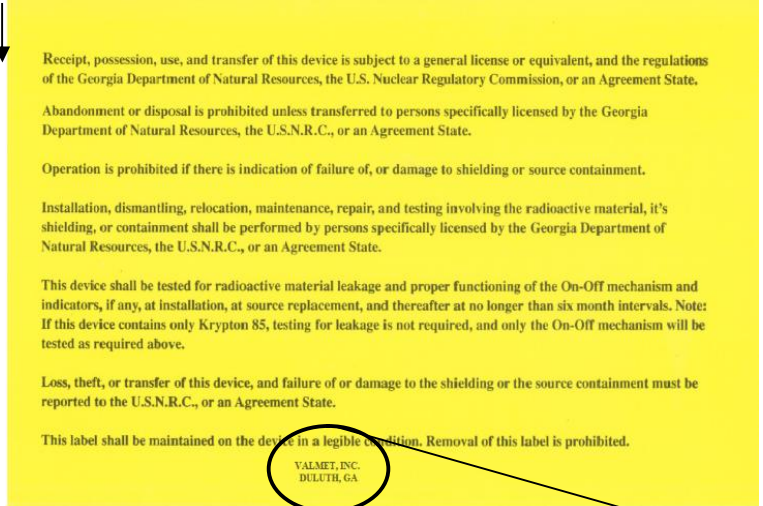 Receipt, possession, use, and transfer of this device is subject to a general license or equivalent, and the regulations
of the Georgia Department of Natural Resources, the U.S. Nuclear Regulatory Commission, or an Agreement State.
Abandonment or disposal is prohibited unless transferred to persons specifically licensed by the Georgia
Department of Natural Resources, the U.S.N.R.C., or an Agreement State.
Operation is prohibited if there is indication of failure of, or damage to shielding or source containment.
Installation, dismantling, relocation, maintenance, repair, and testing involving the radioactive material, it's
shielding, or containment shall be performed by persons specifically licensed by the Georgia Department of
Natural Resources, the U.S.N.R.C., or an Agreement State.
This device shall be tested for radioactive material leakage and proper functioning of the On-Off mechanism and
indicators, if any, at installation, at source replacement, and thereafter at no longer than six month intervals. Note:
If this device contains only Krypton 85, testing for leakage is not required, and only the On-Off mechanism will be
tested as required above.
Loss, theft, or transfer of this device, and failure of or damage to the shielding or the source containment must be
reported to the U.S.N.R.C., or an Agreement State.
This label shall be maintained on the device in a legible condition. Removal of this label is prohibited.
VALMET, INC.
DULUTH, GA